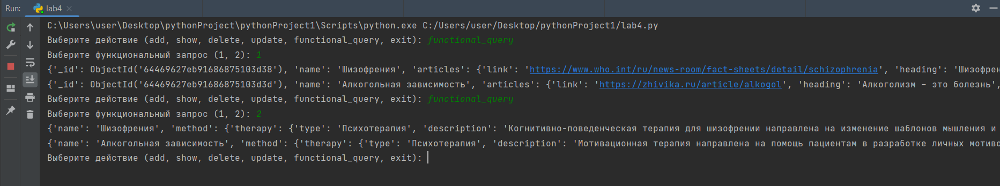 Run: lab4
C:\Users\user\Desktop\pythonProject\pythonProject1\Scripts\python.exe C:/Users/user/Desktop/pythonProject1/lab4.py
Выберите действие (add, show, delete, update, functional_query, exit): functional_query
Выберите функциональный запрос (1, 2): 1
{'_id': ObjectId('64469627eb91686875103d38'), 'name': 'Шизофрения', 'articles': {'link': 'https://www.who.int/ru/news-room/fact-sheets/detail/schizophrenia', 'heading': 'Шизофрен
{'_id': ObjectId('64469627eb91686875103d3d'), 'name': 'Алкогольная зависимость', 'articles': {'link': 'https://zhivika.ru/article/alkogol', 'heading': 'Алкоголизм – это болезнь',
Выберите действие (add, show, delete, update, functional_query, exit): functional_query
Выберите функциональный запрос (1, 2): 2
{'name': 'Шизофрения', 'method': {'therapy': {'type': 'Психотерапия', 'description': 'Когнитивно-поведенческая терапия для шизофрении направлена на изменение шаблонов мышления и
{'name': 'Алкогольная зависимость', 'method': {'therapy': {'type': 'Психотерапия', 'description': 'Мотивационная терапия направлена на помощь пациентам в разработке личных мотиво
Выберите действие (add, show, delete, update, functional_query, exit):